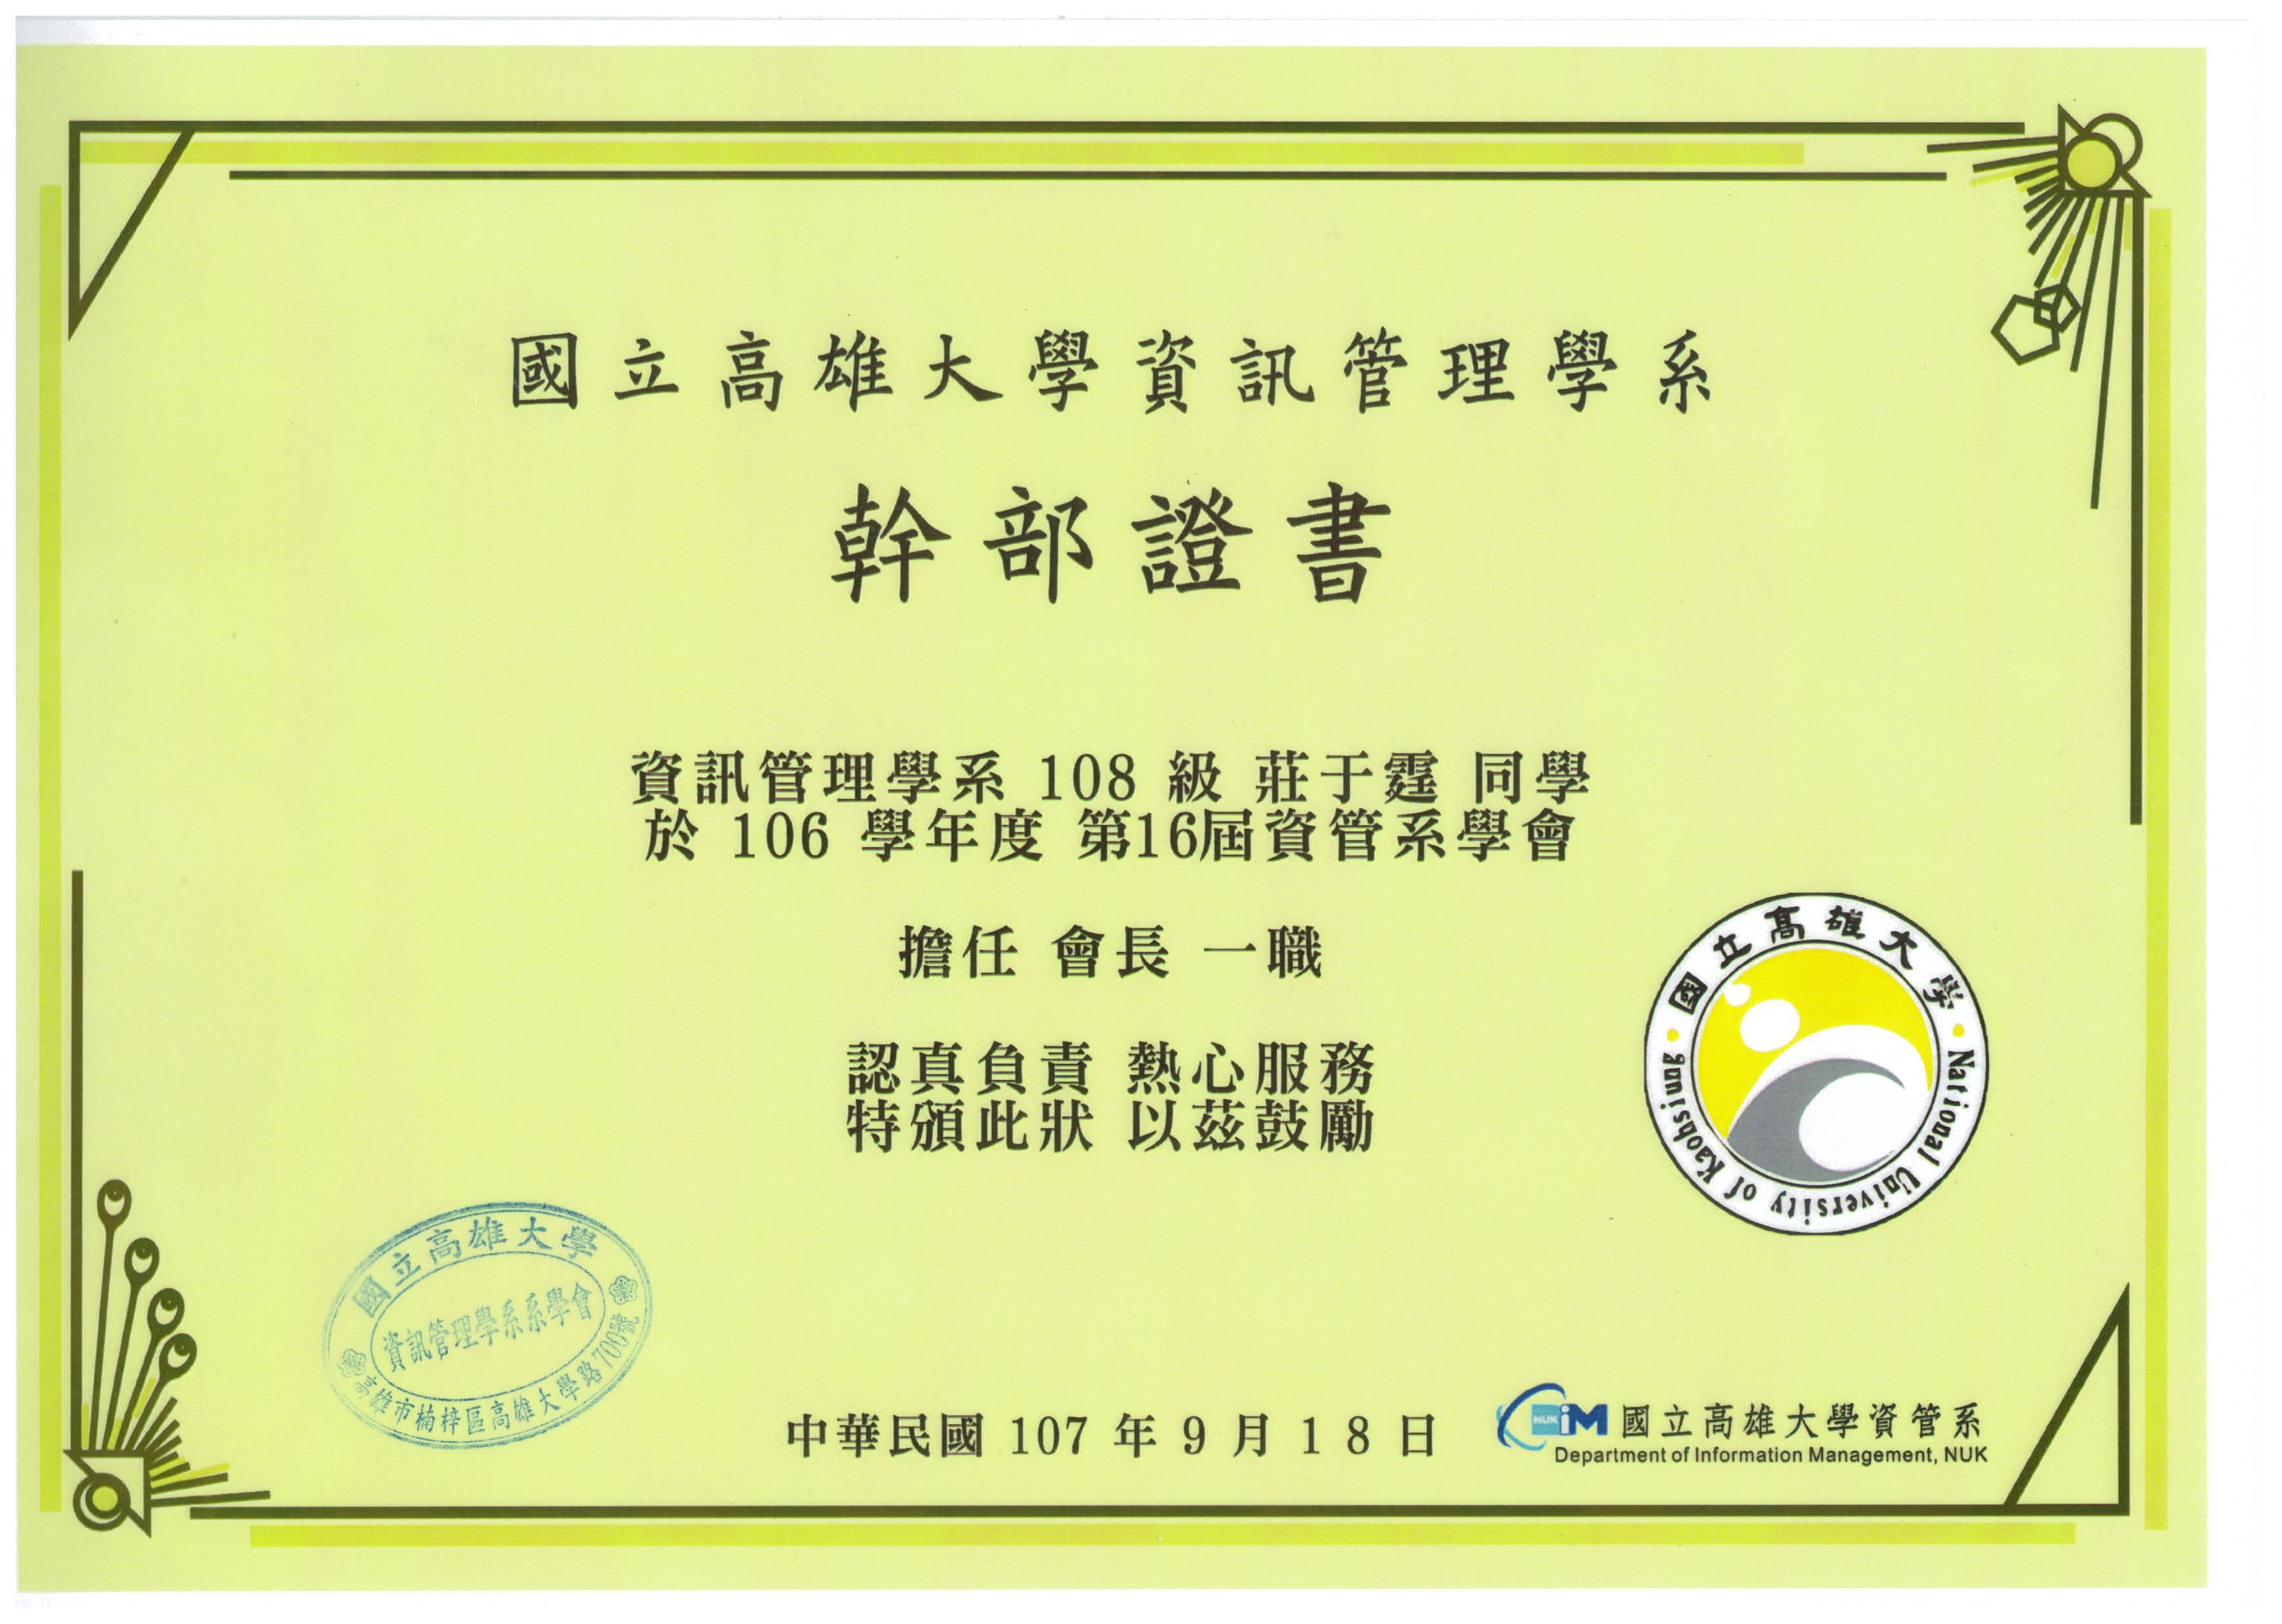 國立高雄大學資訊管理學系
幹部證書
資訊管理學系 108 級 莊于霆 同學
於 106 學年度 第16屆資管系學會
擔任 會長 一職
認真負責 熱心服務
特頒此狀 以茲鼓勵
國立高雄大學
National University of Kaohsiung
國立高雄大學
資訊管理學系系學會
高雄市楠梓區高雄大學路700號
中華民國 107 年 9 月 1 8 日
NUK iM 國立高雄大學資管系
Department of Information Management, NUK